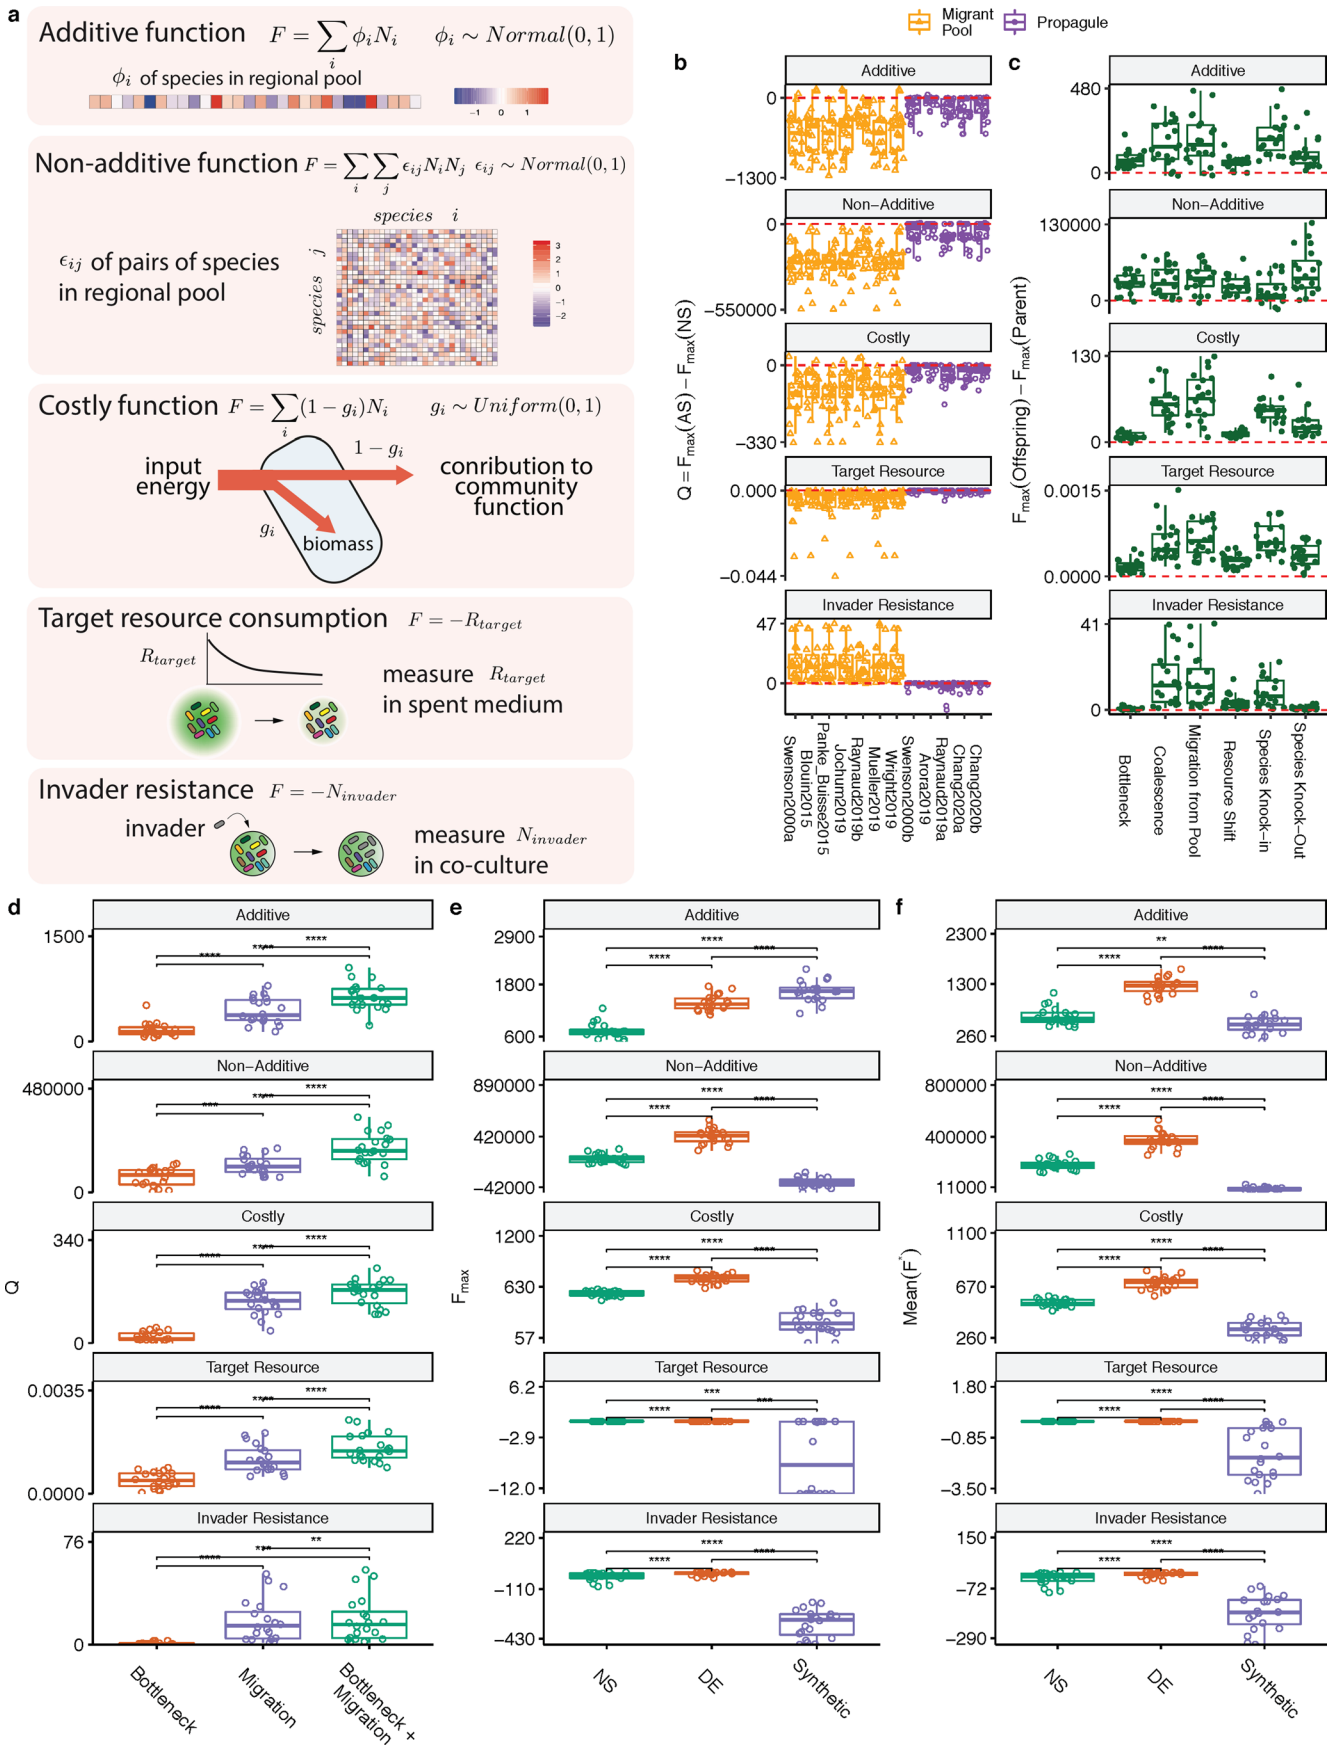 a
Additive function F = ∑i ϕiNi ϕi ∼ Normal(0, 1)
ϕi of species in regional pool
−1 0 1
Non-additive function F = ∑i ∑j ϵijNiNj ϵij ∼ Normal(0, 1)
species i
species j
ϵij of pairs of species
in regional pool
3
2
1
0
−1
−2
Costly function F = ∑i (1 − gi)Ni gi ∼ Uniform(0, 1)
1 − gi
input
energy
conribution to
community
function
gi
biomass
Target resource consumption F = −Rtarget
Rtarget
measure Rtarget
in spent medium
Invader resistance F = −Ninvader
invader
measure Ninvader
in co-culture
Migrant
Pool
Propagule
b
Q = Fmax(AS) − Fmax(NS)
Additive
0
−1300
Non−Additive
0
−550000
Costly
0
−330
Target Resource
0.000
−0.044
Invader Resistance
47
0
Swenson2000a
Blouin2015
Panke_Buisse2015
Jochum2019
Raynaud2019b
Mueller2019
Wright2019
Swenson2000b
Arora2019
Raynaud2019a
Chang2020a
Chang2020b
c
Fmax(Offspring) − Fmax(Parent)
Additive
480
0
Non−Additive
130000
0
Costly
130
0
Target Resource
0.0015
0.0000
Invader Resistance
41
0
Bottleneck
Coalescence
Migration from Pool
Resource Shift
Species Knock−in
Species Knock−Out
d
Q
Additive
1500
0
****
****
****
Non−Additive
480000
0
****
****
***
Costly
340
0
****
****
****
Target Resource
0.0035
0.0000
****
****
****
Invader Resistance
76
0
**
***
****
Bottleneck
Migration
Bottleneck +
Migration
e
Fmax
Additive
2900
1800
600
****
****
****
Non−Additive
890000
420000
−42000
****
****
****
Costly
1200
630
57
****
****
****
Target Resource
6.2
−2.9
−12.0
***
***
****
Invader Resistance
220
−110
−430
****
****
****
NS
DE
Synthetic
f
Mean(F*)
Additive
2300
1300
260
**
****
****
Non−Additive
800000
400000
11000
****
****
****
Costly
1100
670
260
****
****
****
Target Resource
1.80
−0.85
−3.50
****
****
****
Invader Resistance
150
−72
−290
****
****
****
NS
DE
Synthetic